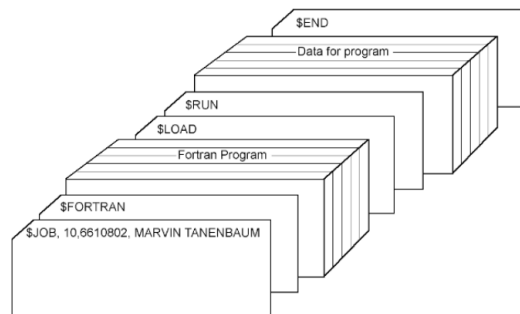 $END
Data for program
$RUN
$LOAD
Fortran Program
$FORTRAN
$JOB, 10,6610802, MARVIN TANENBAUM